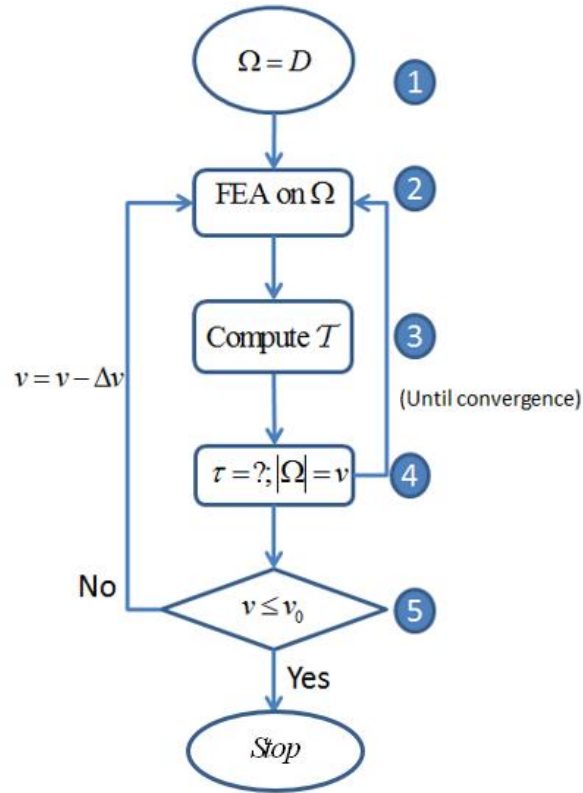 Ω = D
1
FEA on Ω
2
Compute 𝒯
3
v = v − Δv
(Until convergence)
τ = ?; |Ω| = v
4
No
v ≤ v₀
5
Yes
Stop